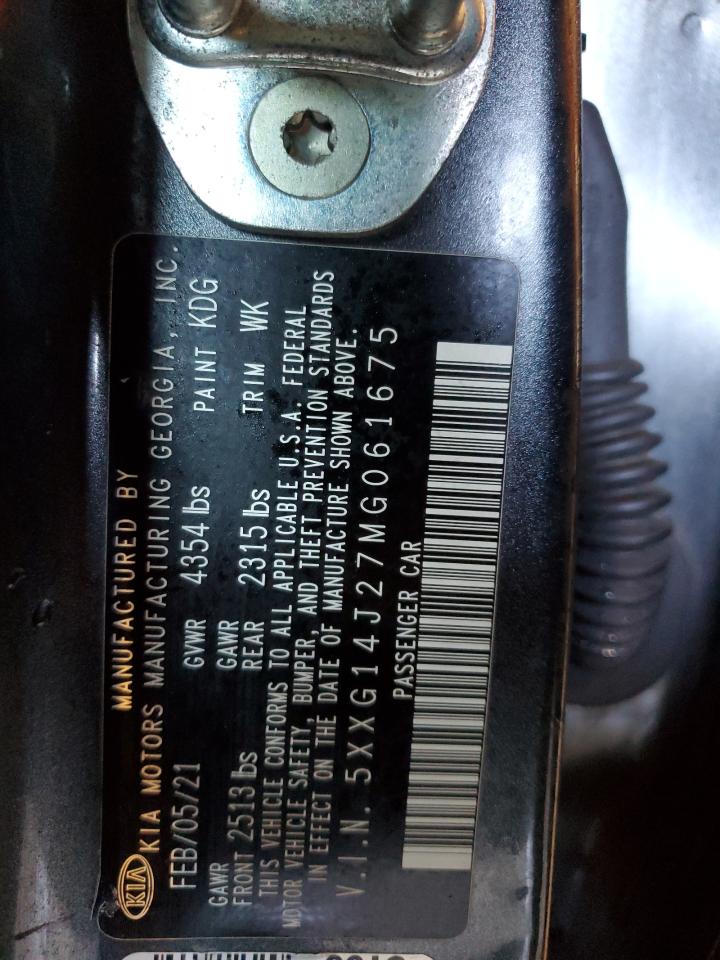 MANUFACTURED BY
KIA KIA MOTORS MANUFACTURING GEORGIA, INC.
FEB/05/21 GVWR 4354 lbs PAINT KDG
GAWR GAWR
FRONT 2513 lbs REAR 2315 lbs TRIM WK
THIS VEHICLE CONFORMS TO ALL APPLICABLE U.S.A. FEDERAL
MOTOR VEHICLE SAFETY, BUMPER, AND THEFT PREVENTION STANDARDS
IN EFFECT ON THE DATE OF MANUFACTURE SHOWN ABOVE.
V.I.N. 5XXG14J27MG061675
PASSENGER CAR